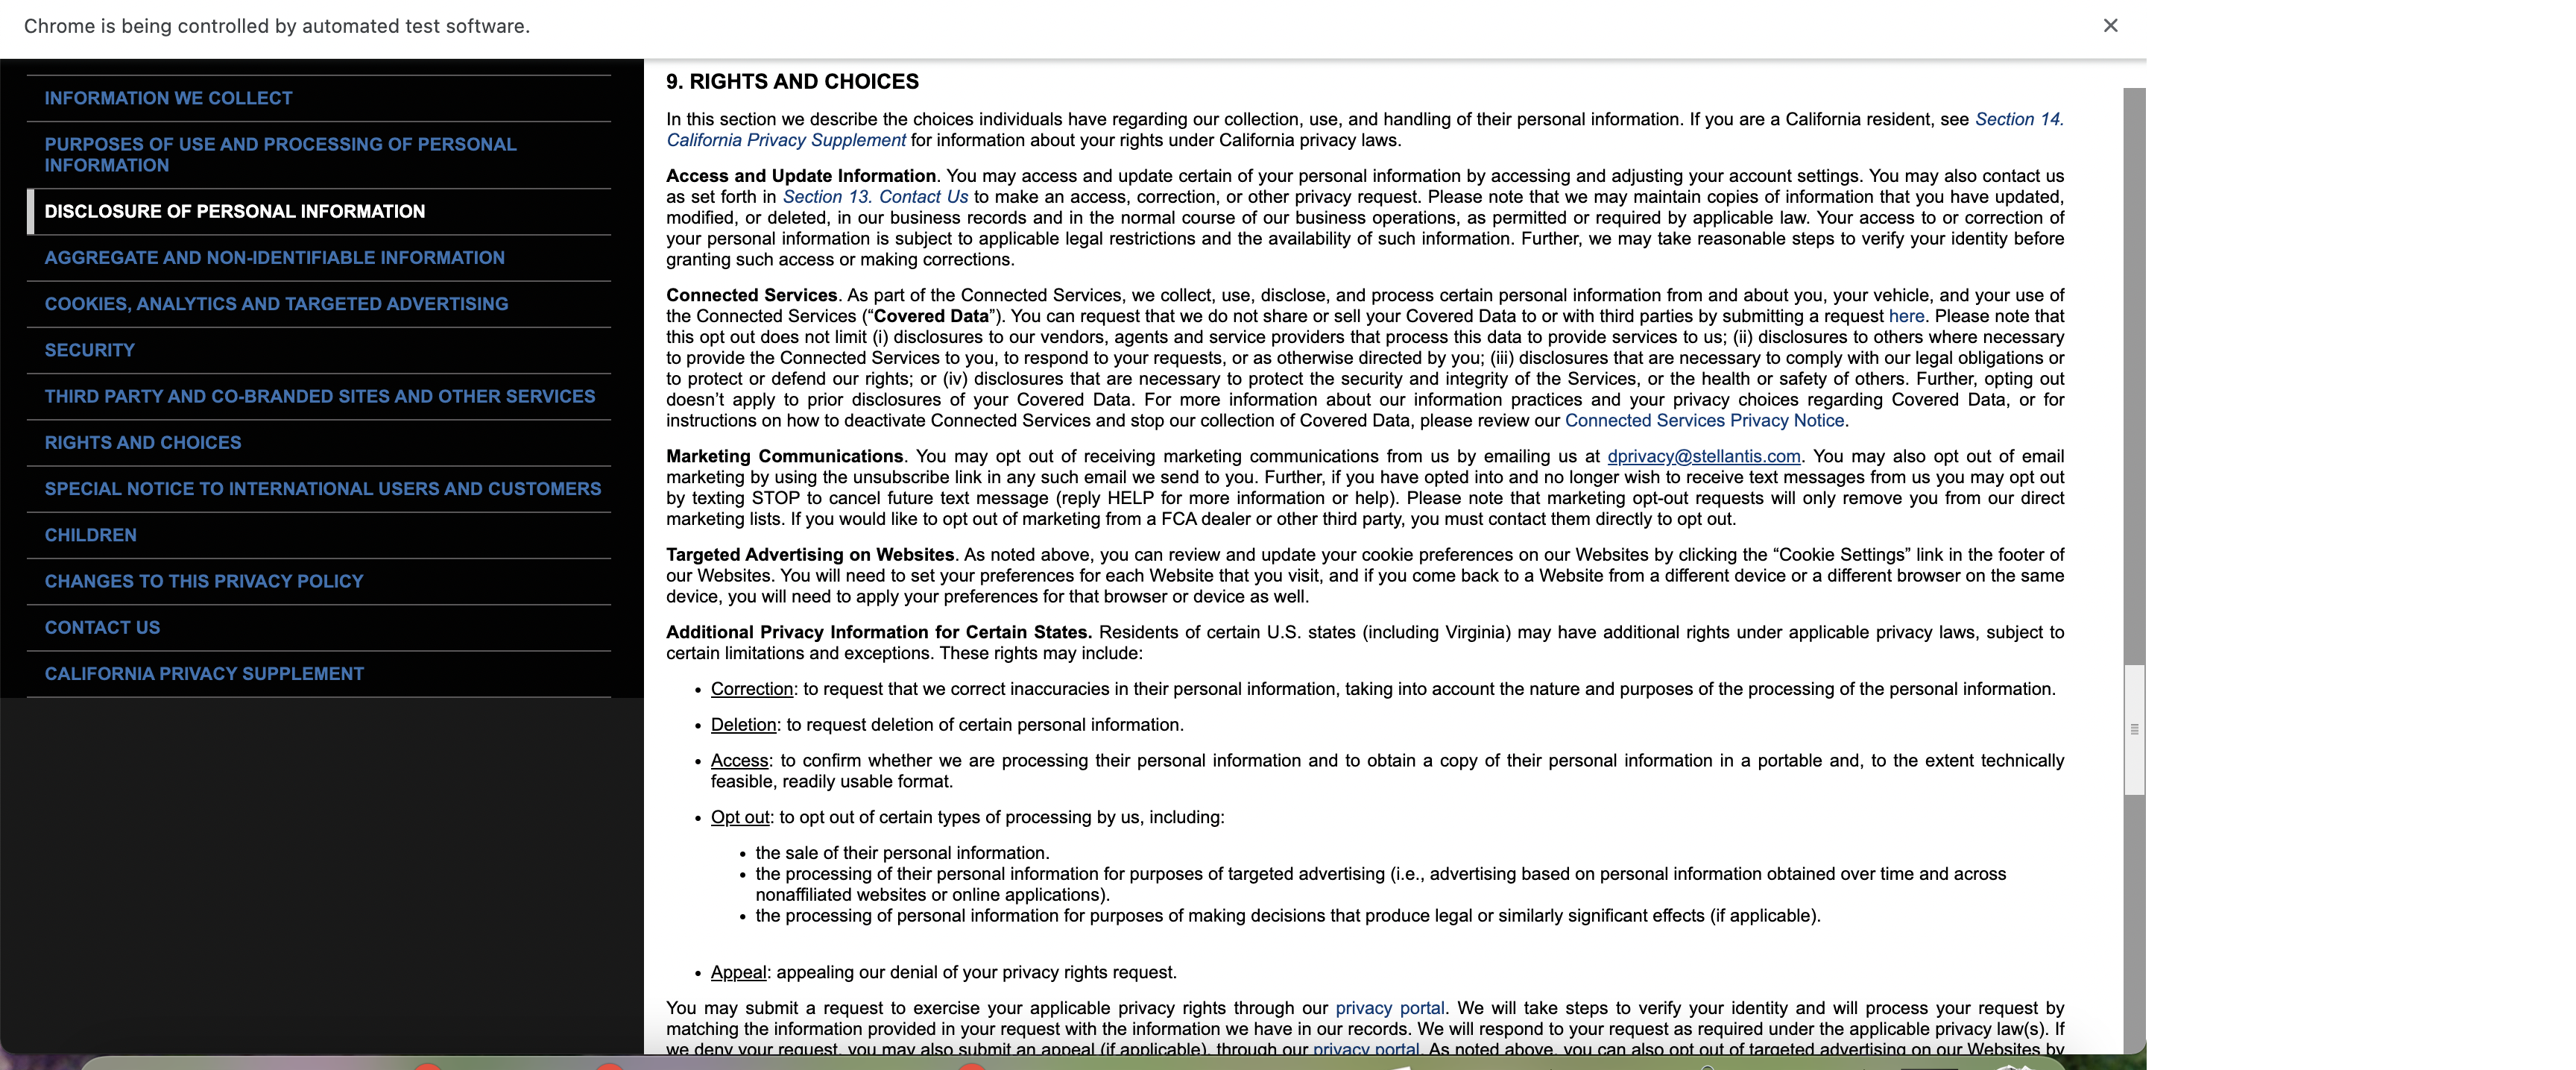 Chrome is being controlled by automated test software.
INFORMATION WE COLLECT
PURPOSES OF USE AND PROCESSING OF PERSONAL
INFORMATION
DISCLOSURE OF PERSONAL INFORMATION
AGGREGATE AND NON-IDENTIFIABLE INFORMATION
COOKIES, ANALYTICS AND TARGETED ADVERTISING
SECURITY
THIRD PARTY AND CO-BRANDED SITES AND OTHER SERVICES
RIGHTS AND CHOICES
SPECIAL NOTICE TO INTERNATIONAL USERS AND CUSTOMERS
CHILDREN
CHANGES TO THIS PRIVACY POLICY
CONTACT US
CALIFORNIA PRIVACY SUPPLEMENT
9. RIGHTS AND CHOICES
In this section we describe the choices individuals have regarding our collection, use, and handling of their personal information. If you are a California resident, see Section 14.
California Privacy Supplement for information about your rights under California privacy laws.
Access and Update Information. You may access and update certain of your personal information by accessing and adjusting your account settings. You may also contact us
as set forth in Section 13. Contact Us to make an access, correction, or other privacy request. Please note that we may maintain copies of information that you have updated,
modified, or deleted, in our business records and in the normal course of our business operations, as permitted or required by applicable law. Your access to or correction of
your personal information is subject to applicable legal restrictions and the availability of such information. Further, we may take reasonable steps to verify your identity before
granting such access or making corrections.
Connected Services. As part of the Connected Services, we collect, use, disclose, and process certain personal information from and about you, your vehicle, and your use of
the Connected Services (“Covered Data”). You can request that we do not share or sell your Covered Data to or with third parties by submitting a request here. Please note that
this opt out does not limit (i) disclosures to our vendors, agents and service providers that process this data to provide services to us; (ii) disclosures to others where necessary
to provide the Connected Services to you, to respond to your requests, or as otherwise directed by you; (iii) disclosures that are necessary to comply with our legal obligations or
to protect or defend our rights; or (iv) disclosures that are necessary to protect the security and integrity of the Services, or the health or safety of others. Further, opting out
doesn’t apply to prior disclosures of your Covered Data. For more information about our information practices and your privacy choices regarding Covered Data, or for
instructions on how to deactivate Connected Services and stop our collection of Covered Data, please review our Connected Services Privacy Notice.
Marketing Communications. You may opt out of receiving marketing communications from us by emailing us at dprivacy@stellantis.com. You may also opt out of email
marketing by using the unsubscribe link in any such email we send to you. Further, if you have opted into and no longer wish to receive text messages from us you may opt out
by texting STOP to cancel future text message (reply HELP for more information or help). Please note that marketing opt-out requests will only remove you from our direct
marketing lists. If you would like to opt out of marketing from a FCA dealer or other third party, you must contact them directly to opt out.
Targeted Advertising on Websites. As noted above, you can review and update your cookie preferences on our Websites by clicking the “Cookie Settings” link in the footer of
our Websites. You will need to set your preferences for each Website that you visit, and if you come back to a Website from a different device or a different browser on the same
device, you will need to apply your preferences for that browser or device as well.
Additional Privacy Information for Certain States. Residents of certain U.S. states (including Virginia) may have additional rights under applicable privacy laws, subject to
certain limitations and exceptions. These rights may include:
• Correction: to request that we correct inaccuracies in their personal information, taking into account the nature and purposes of the processing of the personal information.
• Deletion: to request deletion of certain personal information.
• Access: to confirm whether we are processing their personal information and to obtain a copy of their personal information in a portable and, to the extent technically
feasible, readily usable format.
• Opt out: to opt out of certain types of processing by us, including:
• the sale of their personal information.
• the processing of their personal information for purposes of targeted advertising (i.e., advertising based on personal information obtained over time and across
nonaffiliated websites or online applications).
• the processing of personal information for purposes of making decisions that produce legal or similarly significant effects (if applicable).
• Appeal: appealing our denial of your privacy rights request.
You may submit a request to exercise your applicable privacy rights through our privacy portal. We will take steps to verify your identity and will process your request by
matching the information provided in your request with the information we have in our records. We will respond to your request as required under the applicable privacy law(s). If
we deny your request, you may also submit an appeal (if applicable), through our privacy portal. As noted above, you can also opt out of targeted advertising on our Websites by